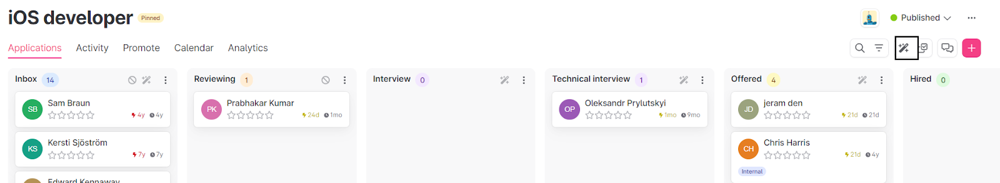 iOS developer Pinned
Published
Applications Activity Promote Calendar Analytics
Inbox 14
SB Sam Braun
4y 4y
KS Kersti Sjöström
7y 7y
Edward Kennaway
Reviewing 1
PK Prabhakar Kumar
24d 1mo
Interview 0
Technical interview 1
OP Oleksandr Prylutskyi
1mo 9mo
Offered 4
JD jeram den
21d 21d
CH Chris Harris
21d 4y
Internal
Hired 0